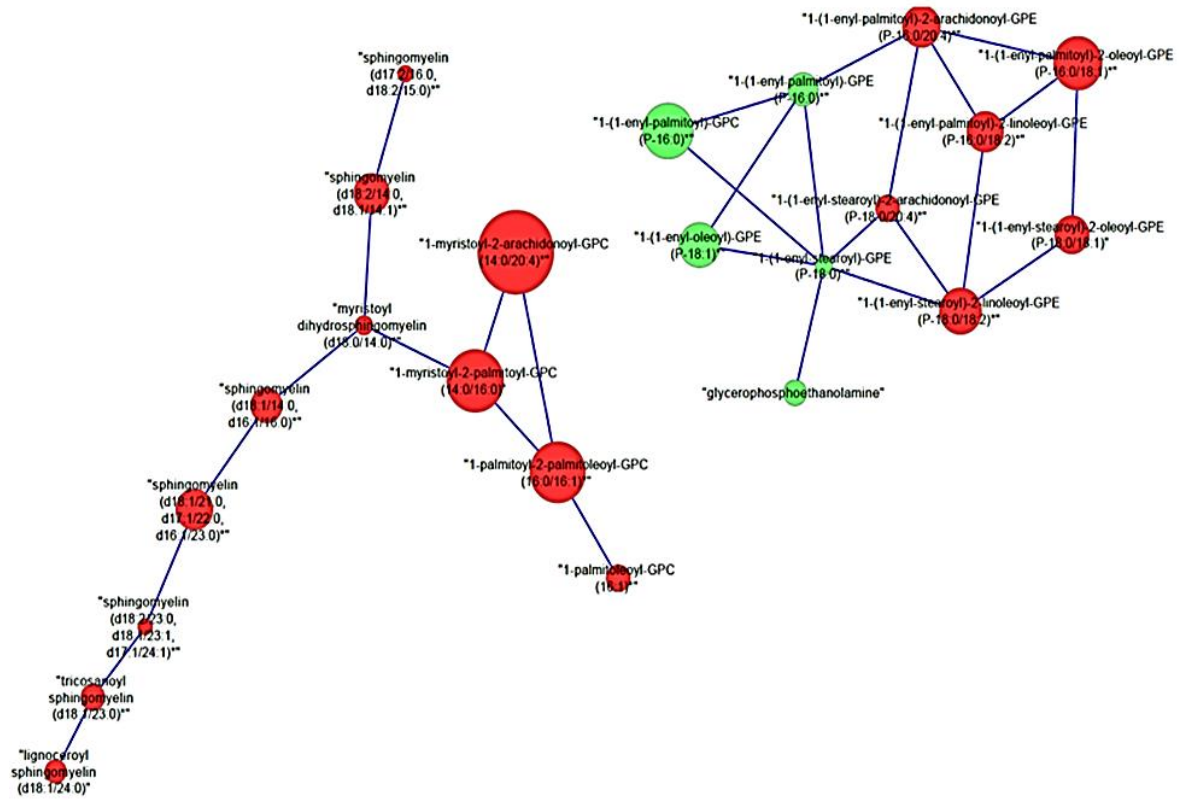 "sphingomyelin
(d17:2/16:0,
d18:2/15:0)*"
"sphingomyelin
(d18:2/14:0,
d18:1/14:1)*"
"1-myristoyl-2-arachidonoyl-GPC
(14:0/20:4)*"
"myristoyl
dihydrosphingomyelin
(d18:0/14:0)*"
"1-myristoyl-2-palmitoyl-GPC
(14:0/16:0)"
"sphingomyelin
(d18:1/14:0,
d16:1/16:0)*"
"1-palmitoyl-2-palmitoleoyl-GPC
(16:0/16:1)*"
"sphingomyelin
(d18:1/21:0,
d17:1/22:0,
d16:1/23:0)*"
"1-palmitoleoyl-GPC
(16:1)*"
"sphingomyelin
(d18:2/23:0,
d18:1/23:1,
d17:1/24:1)*"
"tricosanoyl
sphingomyelin
(d18:1/23:0)*"
"lignoceroyl
sphingomyelin
(d18:1/24:0)"
"1-(1-enyl-palmitoyl)-2-arachidonoyl-GPE
(P-16:0/20:4)*"
"1-(1-enyl-palmitoyl)-2-oleoyl-GPE
(P-16:0/18:1)*"
"1-(1-enyl-palmitoyl)-GPE
(P-16:0)*"
"1-(1-enyl-palmitoyl)-GPC
(P-16:0)*"
"1-(1-enyl-palmitoyl)-2-linoleoyl-GPE
(P-16:0/18:2)*"
"1-(1-enyl-stearoyl)-2-arachidonoyl-GPE
(P-18:0/20:4)*"
"1-(1-enyl-oleoyl)-GPE
(P-18:1)*"
"1-(1-enyl-stearoyl)-2-oleoyl-GPE
(P-18:0/18:1)"
1-(1-enyl-stearoyl)-GPE
(P-18:0)*"
"1-(1-enyl-stearoyl)-2-linoleoyl-GPE
(P-18:0/18:2)*"
"glycerophosphoethanolamine"